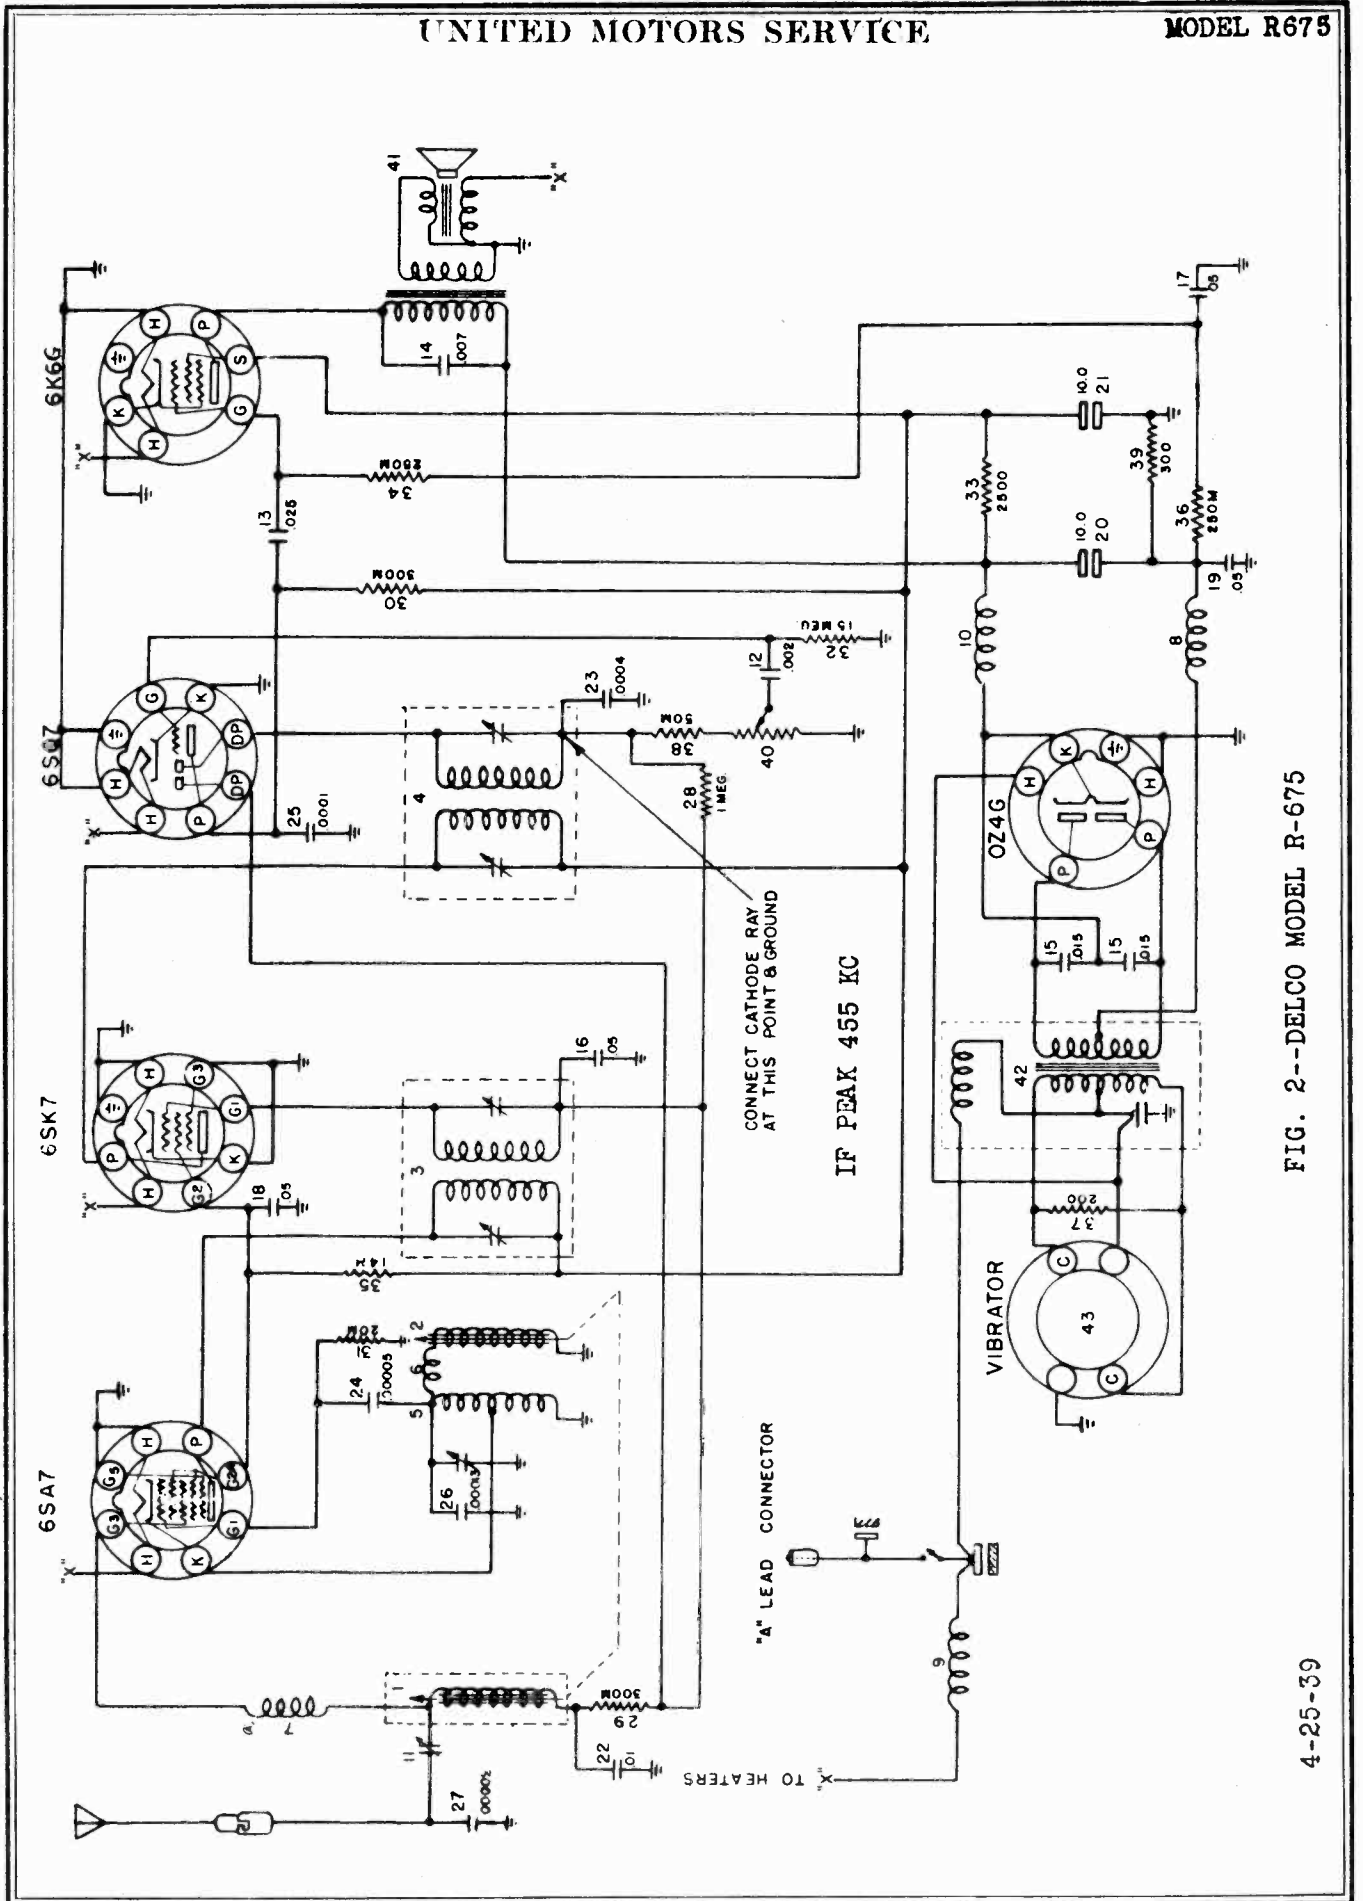 UNITED MOTORS SERVICE
MODEL R675
6K6G
H
P
S
G
K
H
"X"
41
"X"
14
.007
13
.025
34
250M
30
300M
17
.05
10.0
21
33
2500
39
300
10.0
20
36
250M
19
.05
10
8
6SQ7
G
K
DP
DP
P
H
H
"X"
25
.0001
4
23
.0004
38
50M
40
12
.002
32
15 MEG.
28
1 MEG.
CONNECT CATHODE RAY
AT THIS POINT & GROUND
IF PEAK 455 KC
OZ4G
K
H
H
P
P
15
.015
15
.015
42
6SK7
H
G3
G1
K
G2
H
P
"X"
18
.05
3
16
.05
35
14X
37
200
VIBRATOR
43
C
C
6SA7
H
P
G2
G1
K
H
G3
G5
"X"
31
20M
24
.00005
2
6
5
26
.00013
"A" LEAD CONNECTOR
9
TO HEATERS
"X"
1
29
300M
22
.01
11
27
7
a
FIG. 2--DELCO MODEL R-675
4-25-39